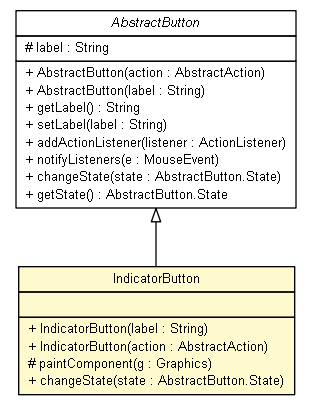 AbstractButton
# label : String
+ AbstractButton(action : AbstractAction)
+ AbstractButton(label : String)
+ getLabel() : String
+ setLabel(label : String)
+ addActionListener(listener : ActionListener)
+ notifyListeners(e : MouseEvent)
+ changeState(state : AbstractButton.State)
+ getState() : AbstractButton.State
IndicatorButton
+ IndicatorButton(label : String)
+ IndicatorButton(action : AbstractAction)
# paintComponent(g : Graphics)
+ changeState(state : AbstractButton.State)